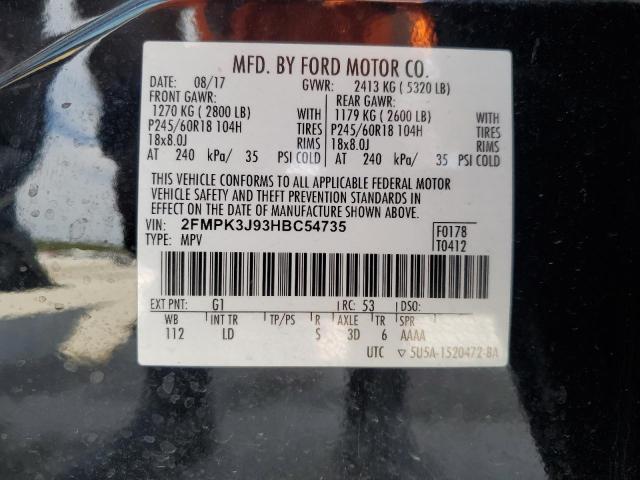 MFD. BY FORD MOTOR CO.
DATE: 08/17 GVWR: 2413 KG ( 5320 LB)
FRONT GAWR: REAR GAWR:
1270 KG ( 2800 LB) WITH 1179 KG ( 2600 LB) WITH
P245/60R18 104H TIRES P245/60R18 104H TIRES
18x8.0J RIMS 18x8.0J RIMS
AT 240 kPa/ 35 PSI COLD AT 240 kPa/ 35 PSI COLD
THIS VEHICLE CONFORMS TO ALL APPLICABLE FEDERAL MOTOR
VEHICLE SAFETY AND THEFT PREVENTION STANDARDS IN
EFFECT ON THE DATE OF MANUFACTURE SHOWN ABOVE.
VIN: 2FMPK3J93HBC54735 F0178
TYPE: MPV T0412
EXT PNT: G1 RC: 53 DSO:
WB INT TR TP/PS R AXLE TR SPR
112 LD S 3D 6 AAAA
UTC ▽ 5U5A-1520472-BA